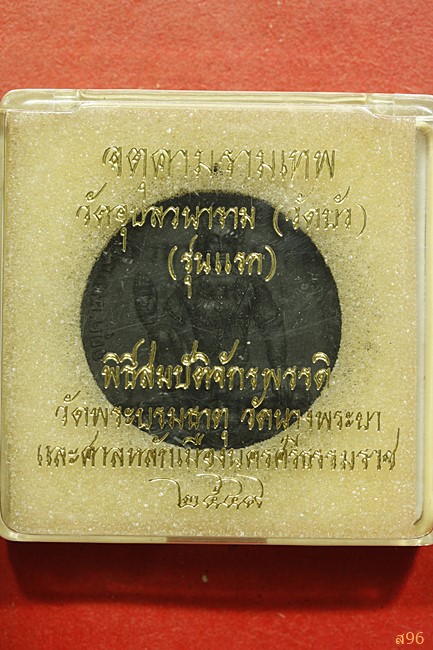 จตุคามรามเทพ
วัดอุบลวนาราม (วัดบัว)
(รุ่นแรก)
พิธีสมบัติจักรพรรดิ
วัดพระบรมธาตุ วัดนางพระยา
และศาลหลักเมืองนครศรีธรรมราช
๒๕๔๗
ส96